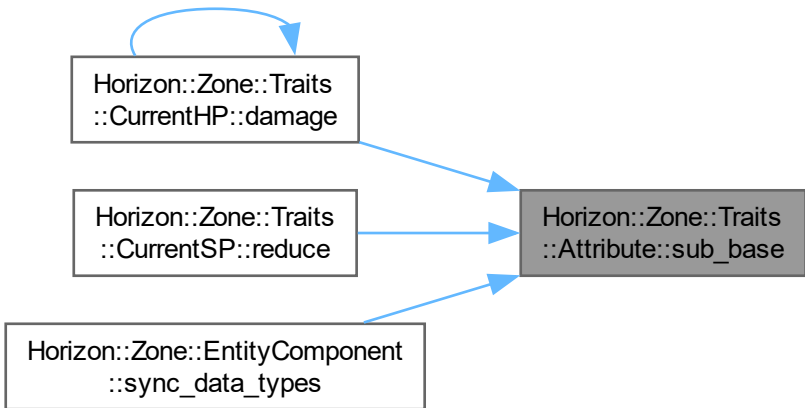 Horizon::Zone::Traits
::CurrentHP::damage
Horizon::Zone::Traits
::CurrentSP::reduce
Horizon::Zone::Traits
::Attribute::sub_base
Horizon::Zone::EntityComponent
::sync_data_types